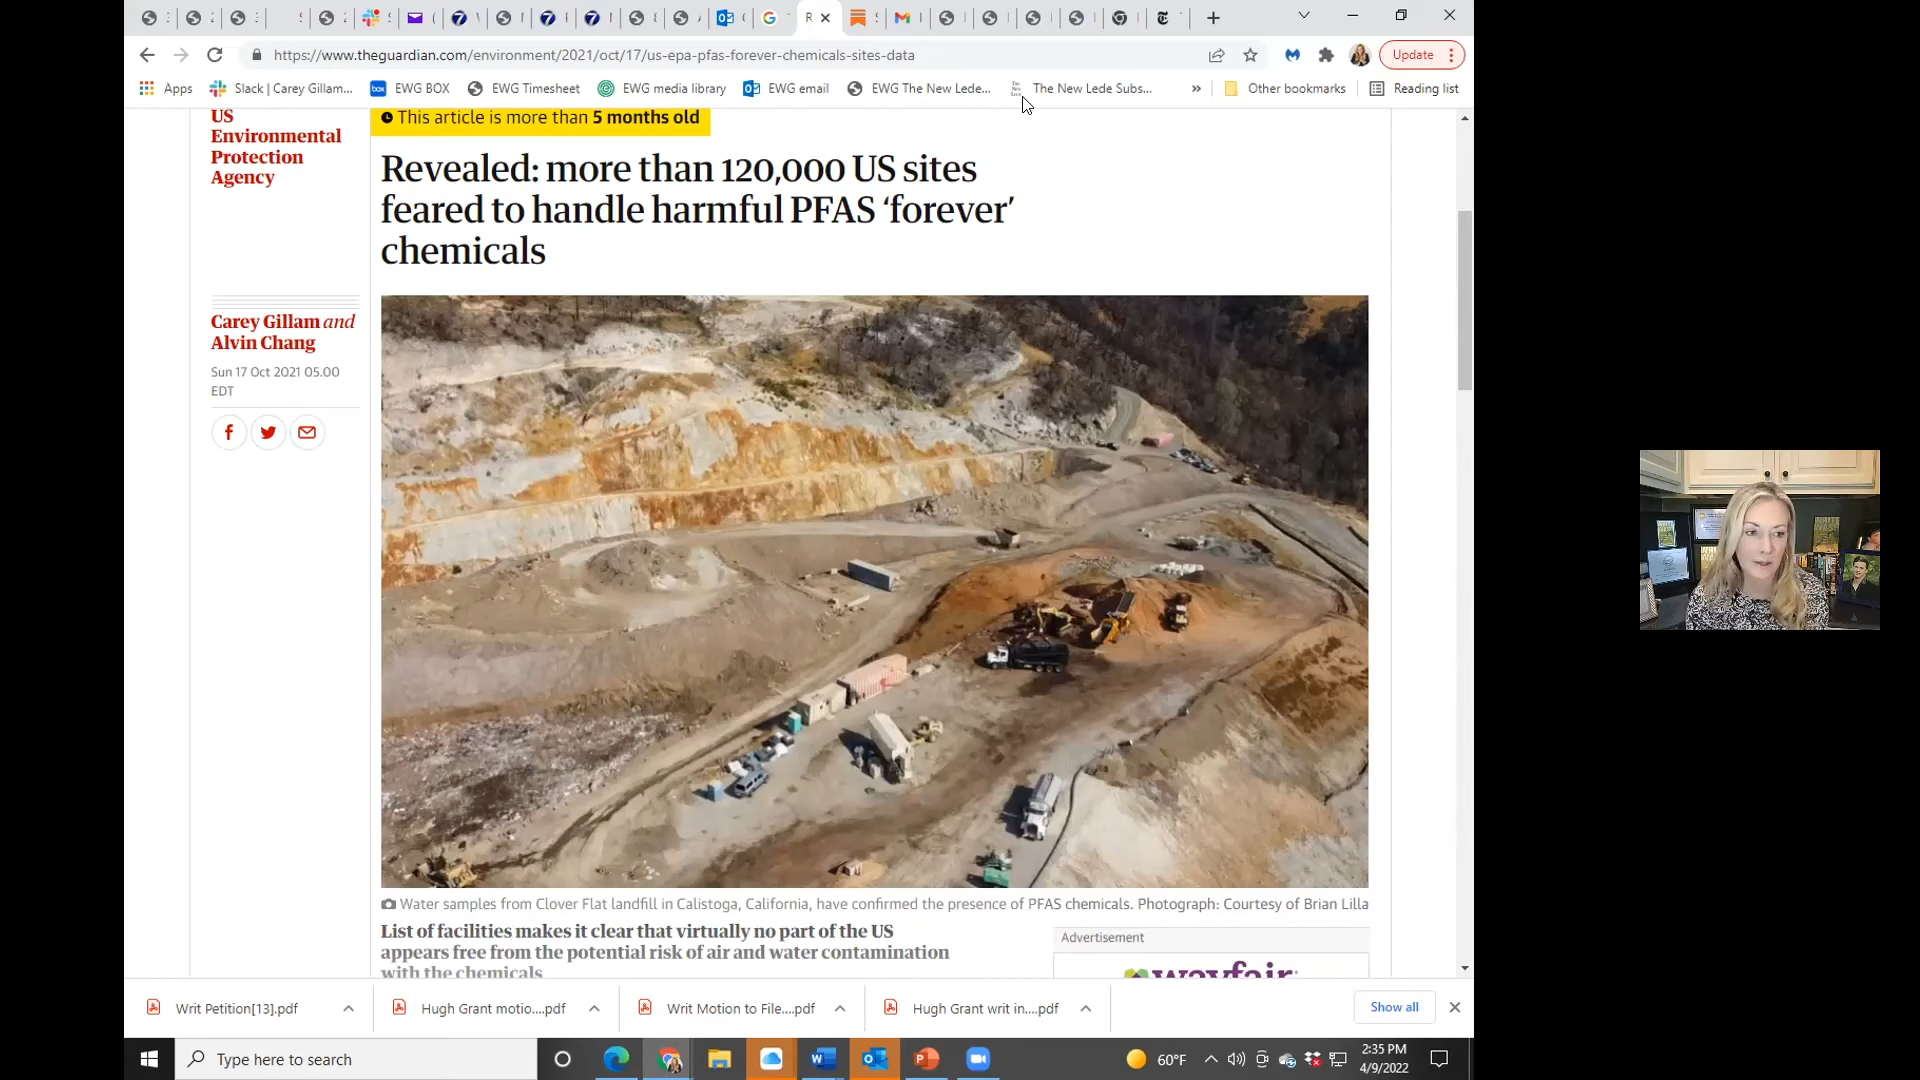 https://www.theguardian.com/environment/2021/oct/17/us-epa-pfas-forever-chemicals-sites-data
Update
Apps
Slack | Carey Gillam...
EWG BOX
EWG Timesheet
EWG media library
EWG email
EWG The New Lede...
The New Lede Subs...
»
Other bookmarks
Reading list
US
Environmental
Protection
Agency
This article is more than 5 months old
Revealed: more than 120,000 US sites
feared to handle harmful PFAS ‘forever’
chemicals
Carey Gillam and
Alvin Chang
Sun 17 Oct 2021 05.00
EDT
Water samples from Clover Flat landfill in Calistoga, California, have confirmed the presence of PFAS chemicals. Photograph: Courtesy of Brian Lilla
List of facilities makes it clear that virtually no part of the US
appears free from the potential risk of air and water contamination
with the chemicals
Advertisement
wayfair
Writ Petition[13].pdf
Hugh Grant motio....pdf
Writ Motion to File....pdf
Hugh Grant writ in....pdf
Show all
Type here to search
60°F
2:35 PM
4/9/2022